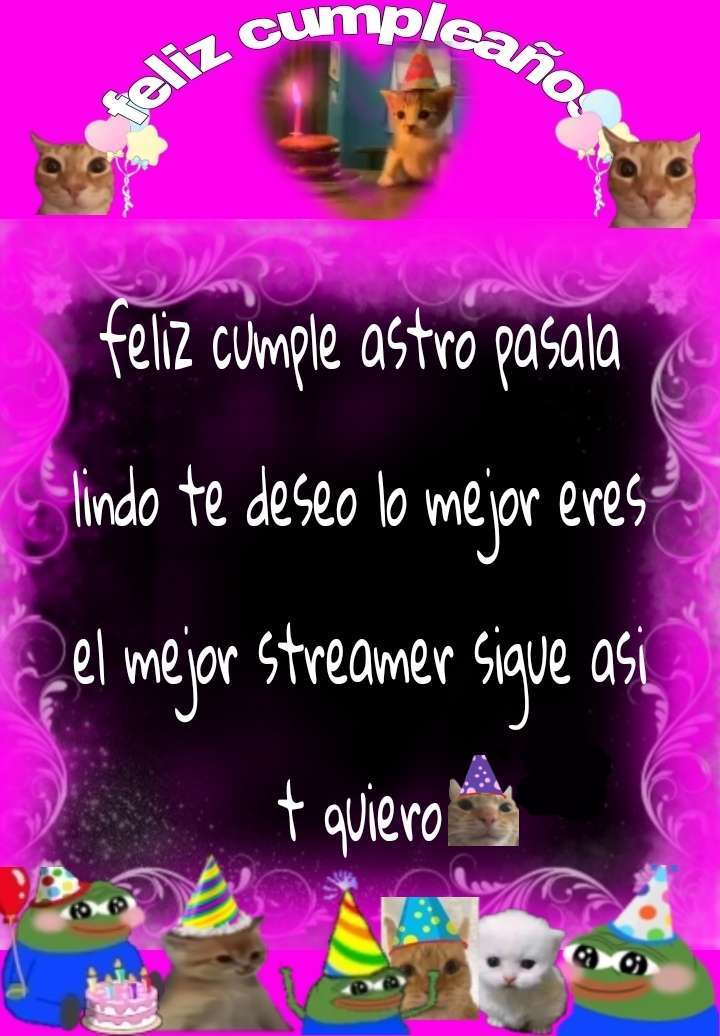 feliz cumpleaños
feliz cumple astro pasala
lindo te deseo lo mejor eres
el mejor streamer sigue asi
t quiero